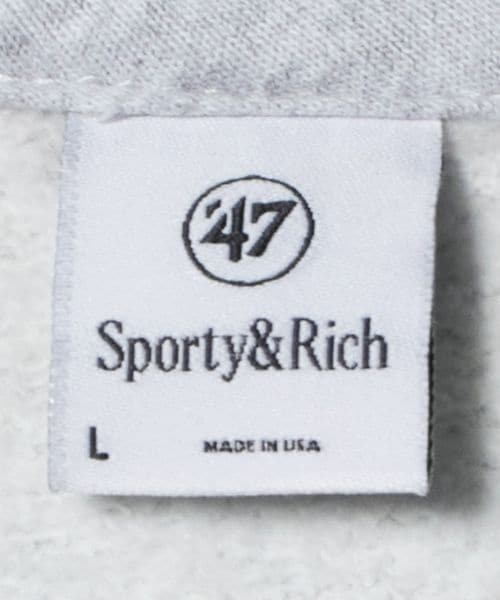 '47
Sporty&Rich
L MADE IN USA